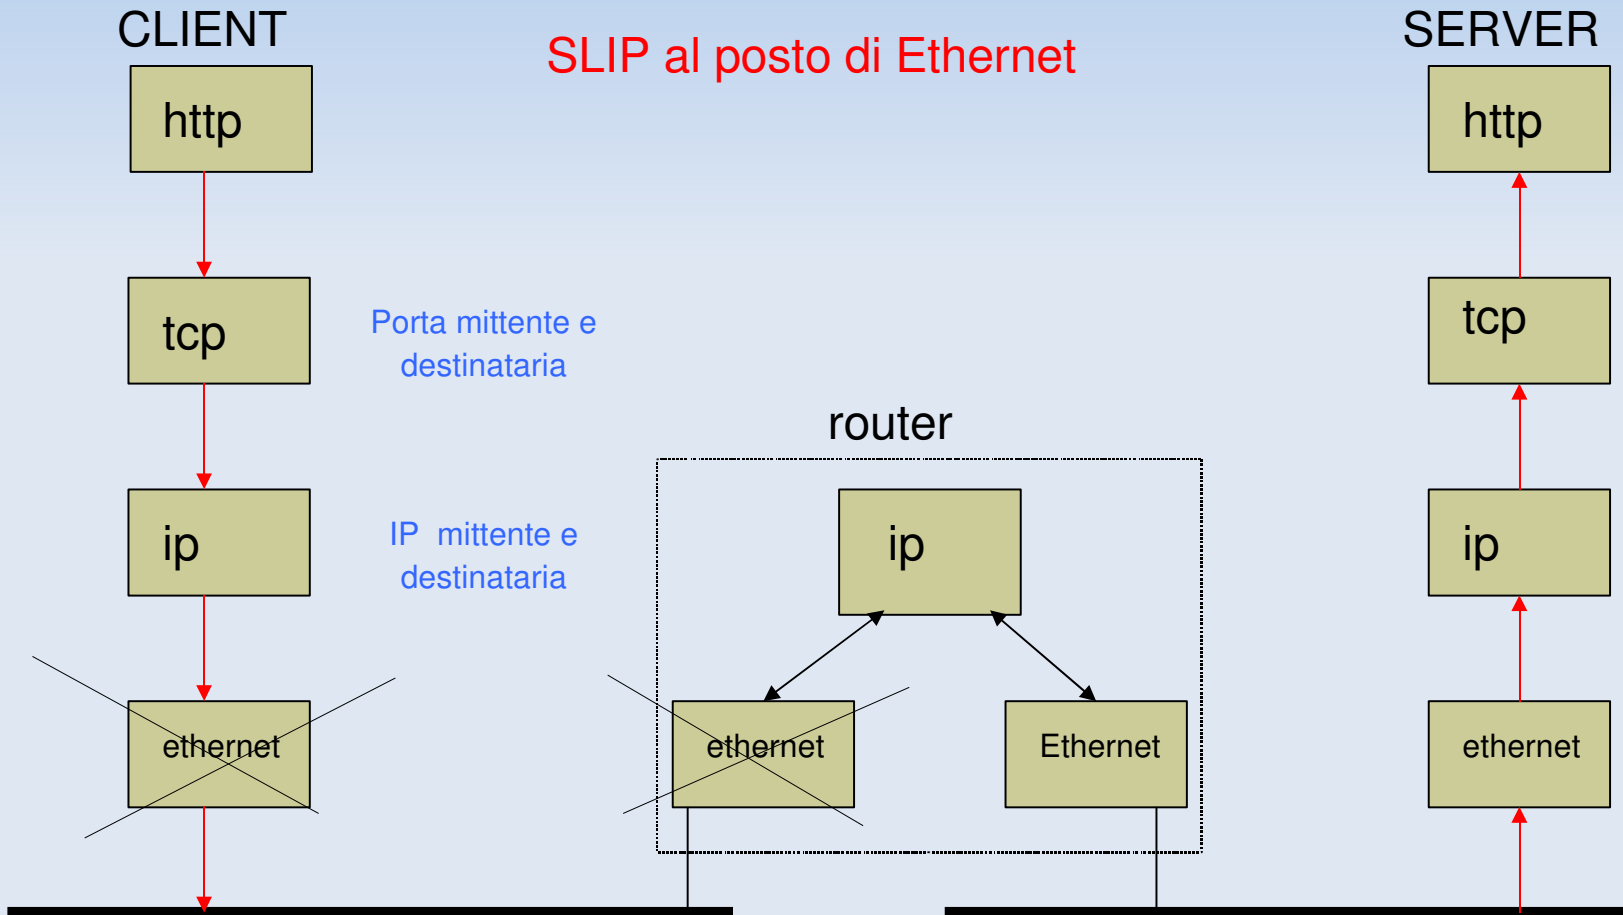 CLIENT
SLIP al posto di Ethernet
SERVER
http
http
tcp
Porta mittente e
destinataria
tcp
router
ip
IP  mittente e
destinataria
ip
ip
ethernet
ethernet
Ethernet
ethernet